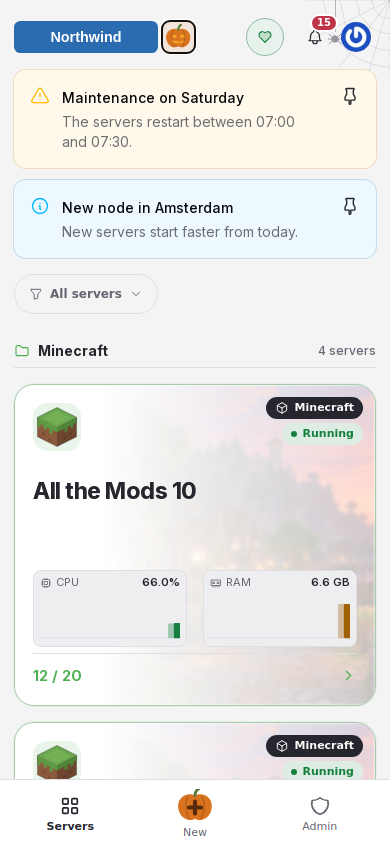 Northwind
15
Maintenance on Saturday
The servers restart between 07:00
and 07:30.
New node in Amsterdam
New servers start faster from today.
All servers
Minecraft
4 servers
Minecraft
Running
All the Mods 10
CPU
66.0%
RAM
6.6 GB
12 / 20
Minecraft
Running
Servers
New
Admin